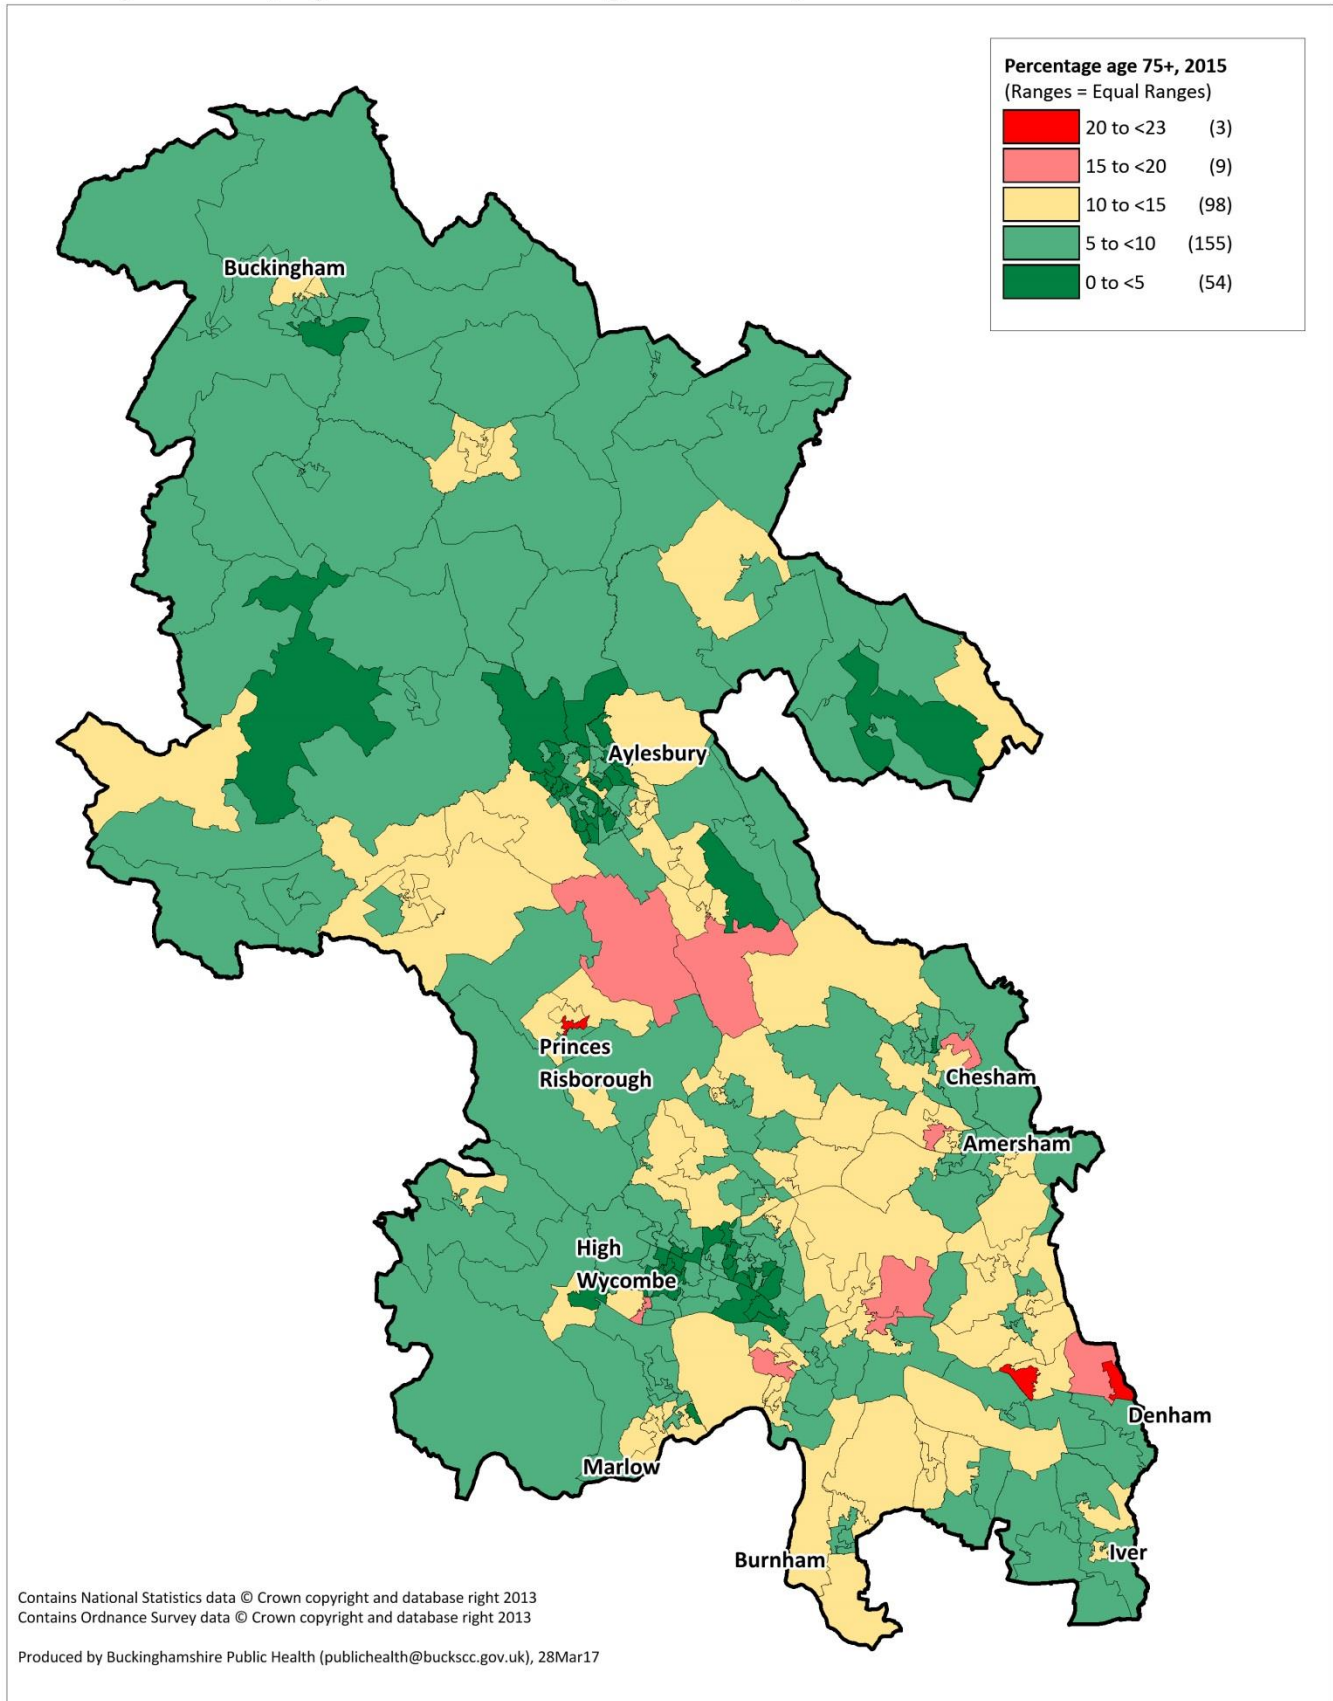 Percentage age 75+, 2015
(Ranges = Equal Ranges)
20 to <23 (3)
15 to <20 (9)
10 to <15 (98)
5 to <10 (155)
0 to <5 (54)
Buckingham
Aylesbury
Princes
Risborough
Chesham
Amersham
High
Wycombe
Denham
Marlow
Burnham
Iver
Contains National Statistics data © Crown copyright and database right 2013
Contains Ordnance Survey data © Crown copyright and database right 2013
Produced by Buckinghamshire Public Health (publichealth@buckscc.gov.uk), 28Mar17